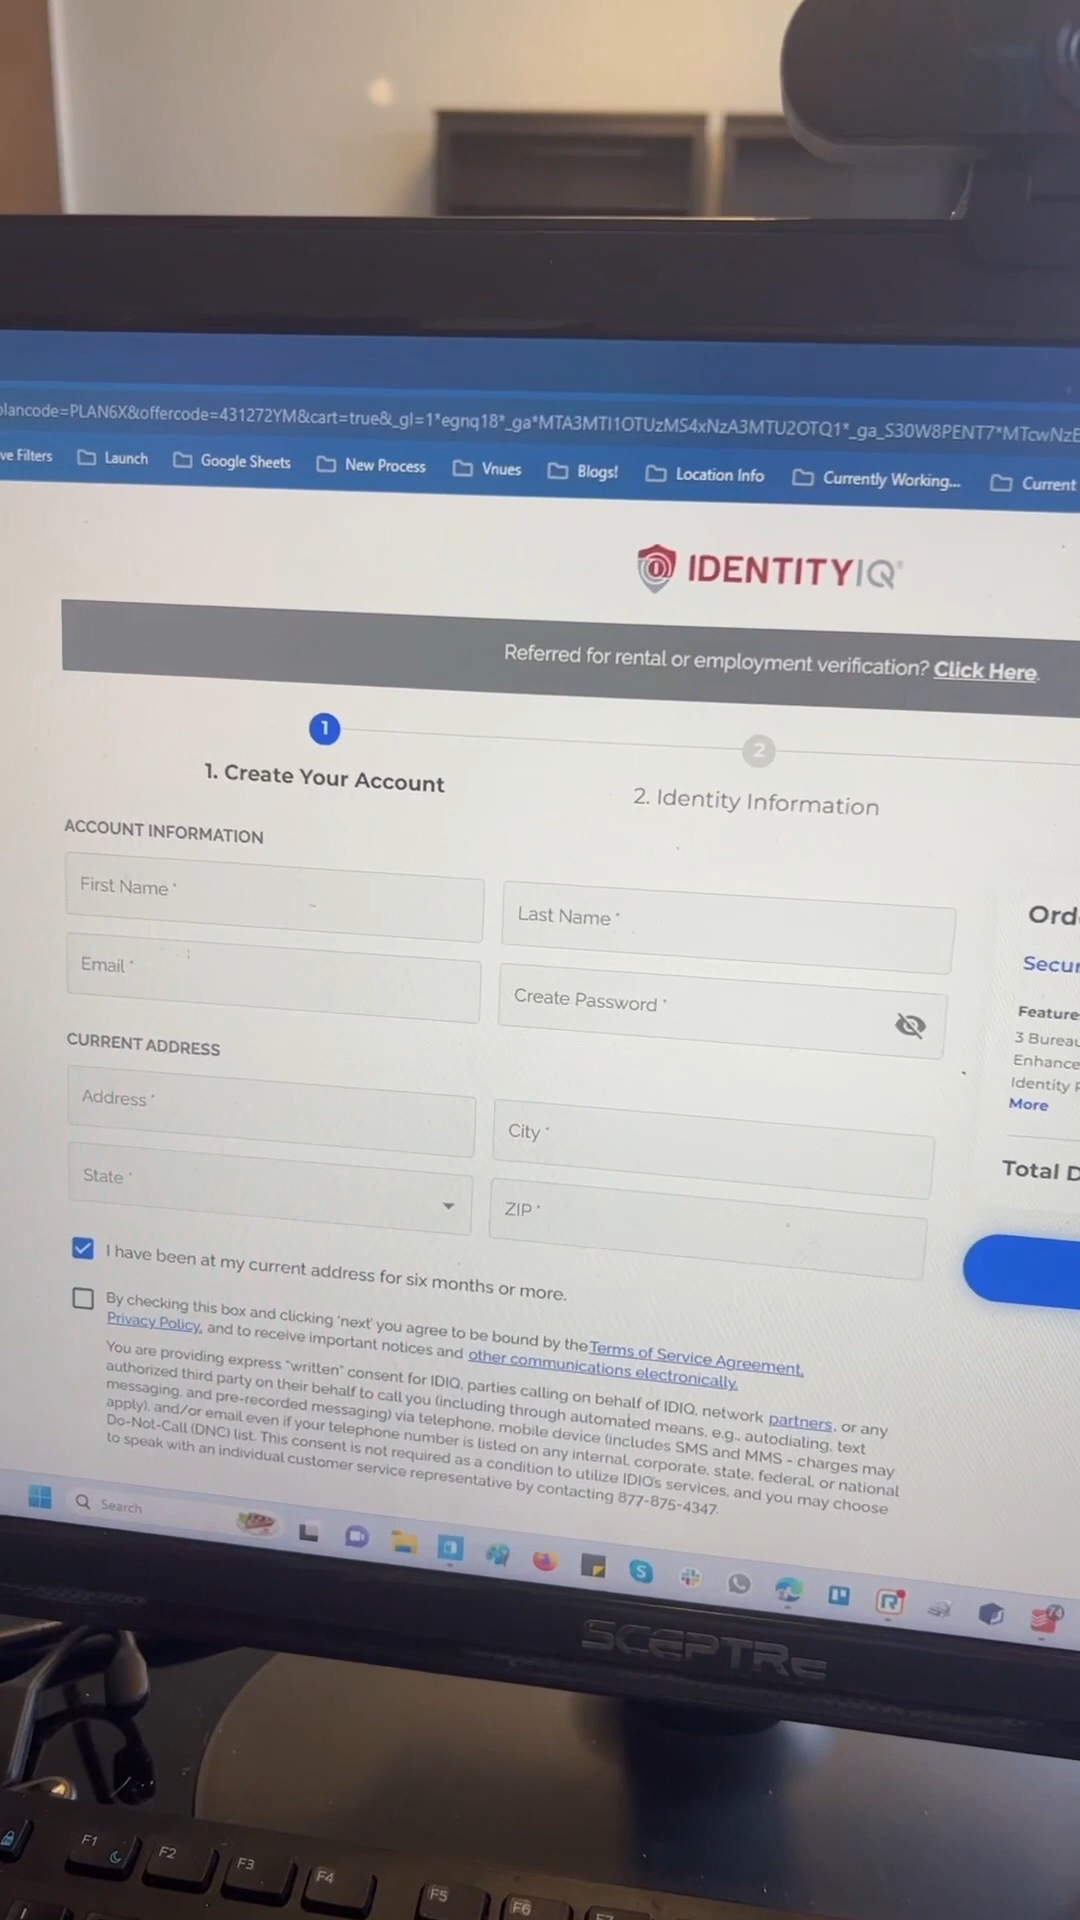 plancode=PLAN6X&offercode=431272YM&cart=true&_gl=1*egnq18*_ga*MTA3MTI1OTUzMS4xNzA3MTU2OTQ1*_ga_S30W8PENT7*MTcwNzE
ve Filters Launch Google Sheets New Process Vnues Blogs! Location Info Currently Working... Current
IDENTITYIQ®
Referred for rental or employment verification? Click Here.
1 2
1. Create Your Account 2. Identity Information
ACCOUNT INFORMATION
First Name * Last Name *
Email * Create Password *
CURRENT ADDRESS
Address * City *
State * ZIP *
Secur
Feature
3 Bureau
Enhance
Identity
More
Total
I have been at my current address for six months or more.
By checking this box and clicking 'next' you agree to be bound by the Terms of Service Agreement,
Privacy Policy, and to receive important notices and other communications electronically.
You are providing express "written" consent for IDIQ, parties calling on behalf of IDIQ, network partners, or any
authorized third party on their behalf to call you (including through automated means, e.g., autodialing, text
messaging, and pre-recorded messaging) via telephone, mobile device (includes SMS and MMS - charges may
apply), and/or email even if your telephone number is listed on any internal, corporate, state, federal, or national
Do-Not-Call (DNC) list. This consent is not required as a condition to utilize IDIQ's services, and you may choose
to speak with an individual customer service representative by contacting 877-875-4347.
Search
74
SCEPTRE
F1 F2 F3 F4 F5 F6